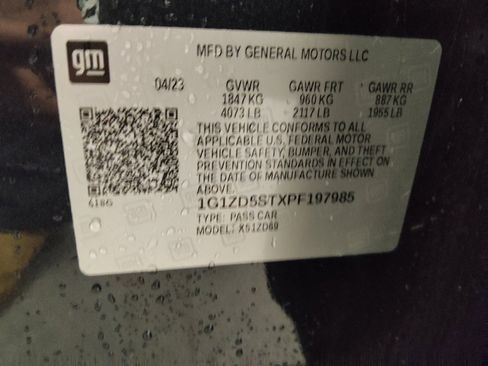 gm
MFD BY GENERAL MOTORS LLC
04/23 GVWR GAWR FRT GAWR RR
1847 KG 960 KG 887 KG
4073 LB 2117 LB 1955 LB
THIS VEHICLE CONFORMS TO ALL
APPLICABLE U.S. FEDERAL MOTOR
VEHICLE SAFETY, BUMPER, AND THEFT
PREVENTION STANDARDS IN EFFECT ON
THE DATE OF MANUFACTURE SHOWN
ABOVE.
1G1ZD5STXPF197985
TYPE: PASS CAR
MODEL: XS1ZD69